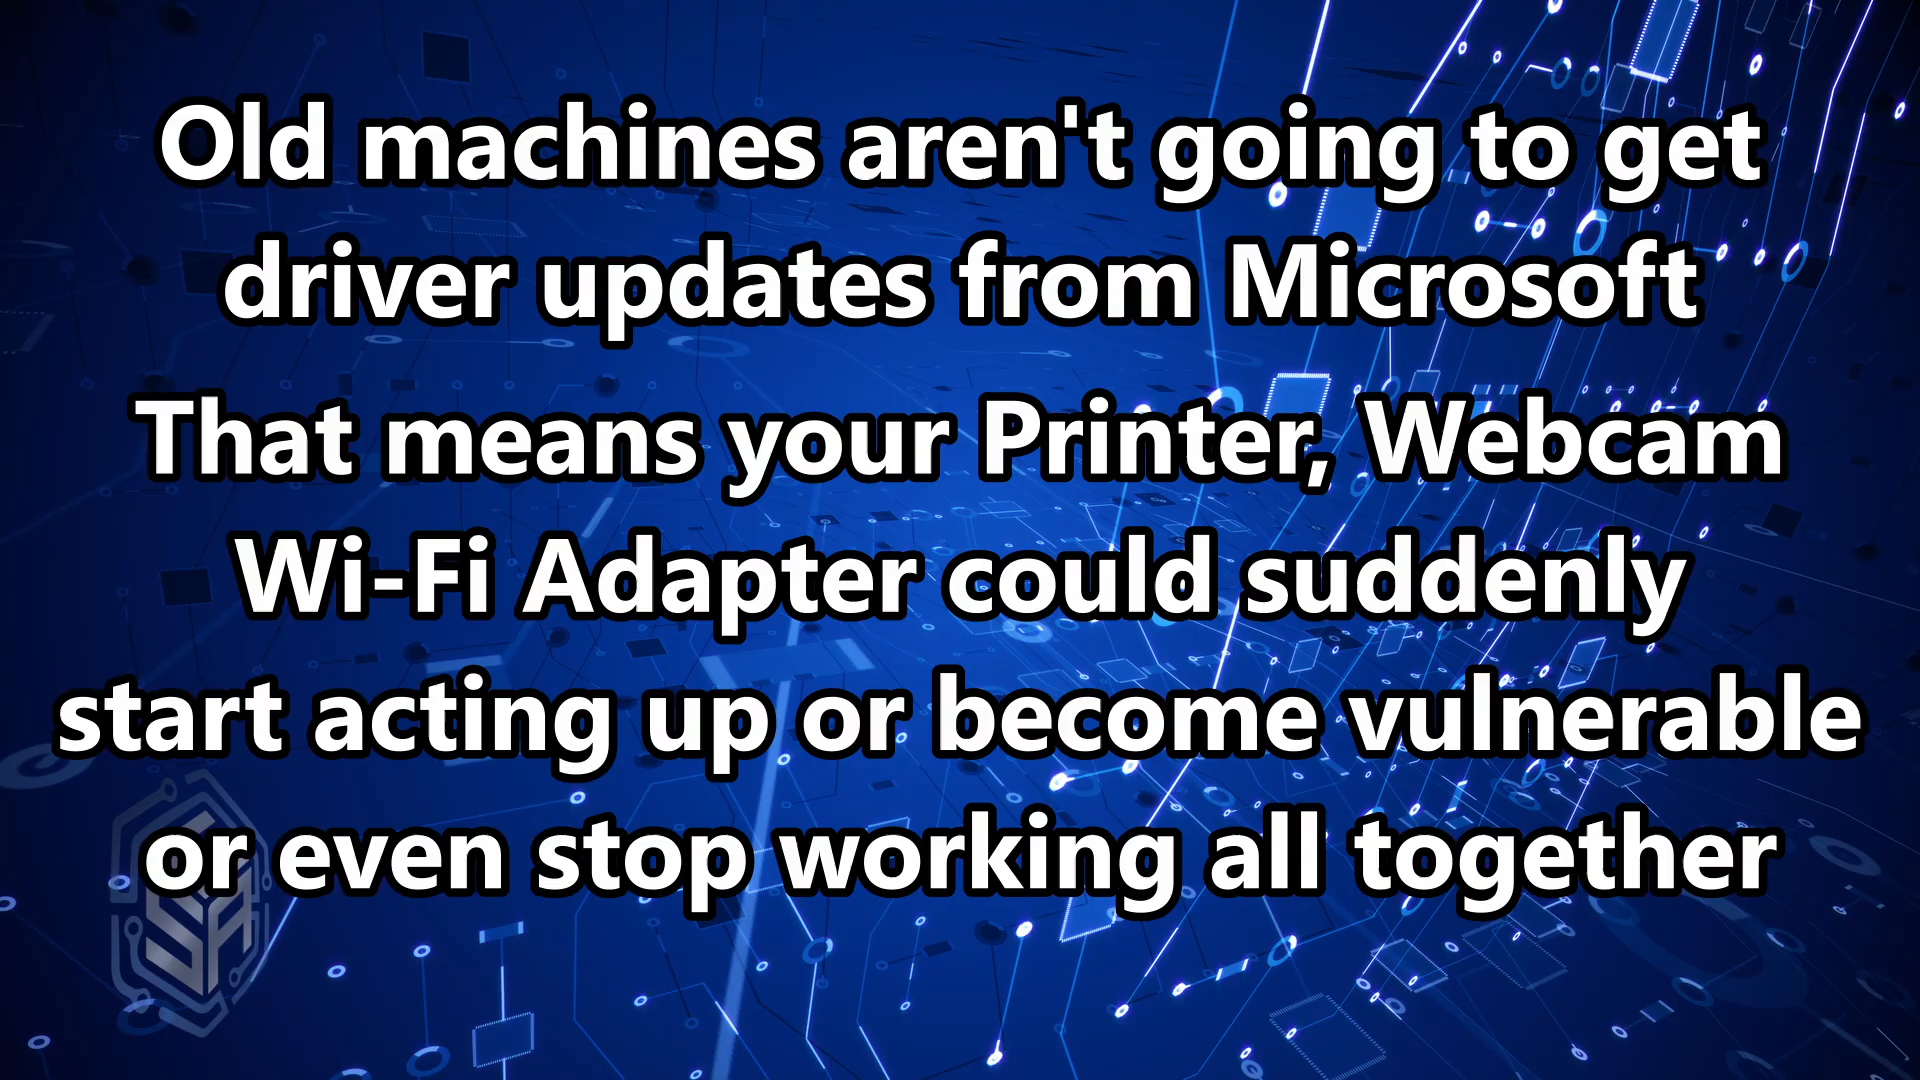 Old machines aren't going to get
driver updates from Microsoft
That means your Printer, Webcam
Wi-Fi Adapter could suddenly
start acting up or become vulnerable
or even stop working all together